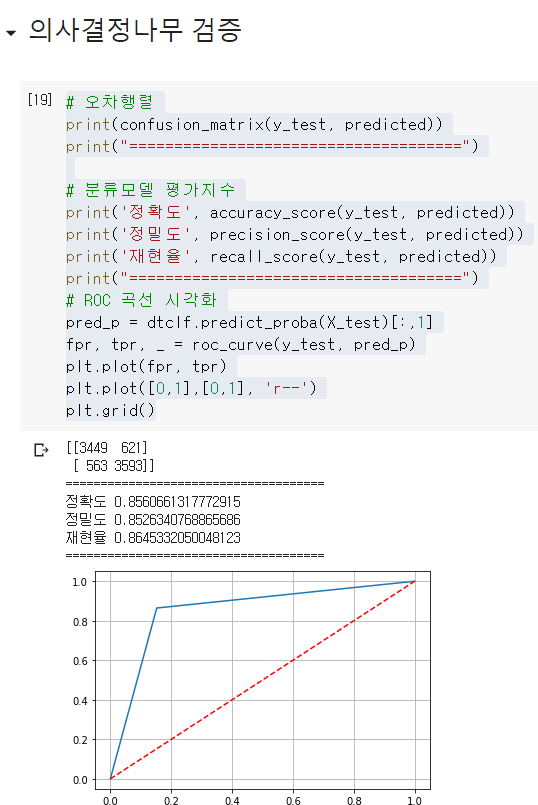 의사결정나무 검증
[19] # 오차행렬
print(confusion_matrix(y_test, predicted))
print("=====================================")
# 분류모델 평가지수
print('정확도', accuracy_score(y_test, predicted))
print('정밀도', precision_score(y_test, predicted))
print('재현율', recall_score(y_test, predicted))
print("=====================================")
# ROC 곡선 시각화
pred_p = dtclf.predict_proba(X_test)[:,1]
fpr, tpr, _ = roc_curve(y_test, pred_p)
plt.plot(fpr, tpr)
plt.plot([0,1],[0,1], 'r--')
plt.grid()
[[3449 621]
[ 563 3593]]
=====================================
정확도 0.8560661317772915
정밀도 0.8526340768865686
재현율 0.8645332050048123
=====================================
1.0
0.8
0.6
0.4
0.2
0.0
0.0 0.2 0.4 0.6 0.8 1.0